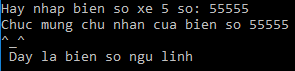 Hay nhap bien so xe 5 so: 55555
Chuc mung chu nhan cua bien so 55555
^_^
Day la bien so ngu linh